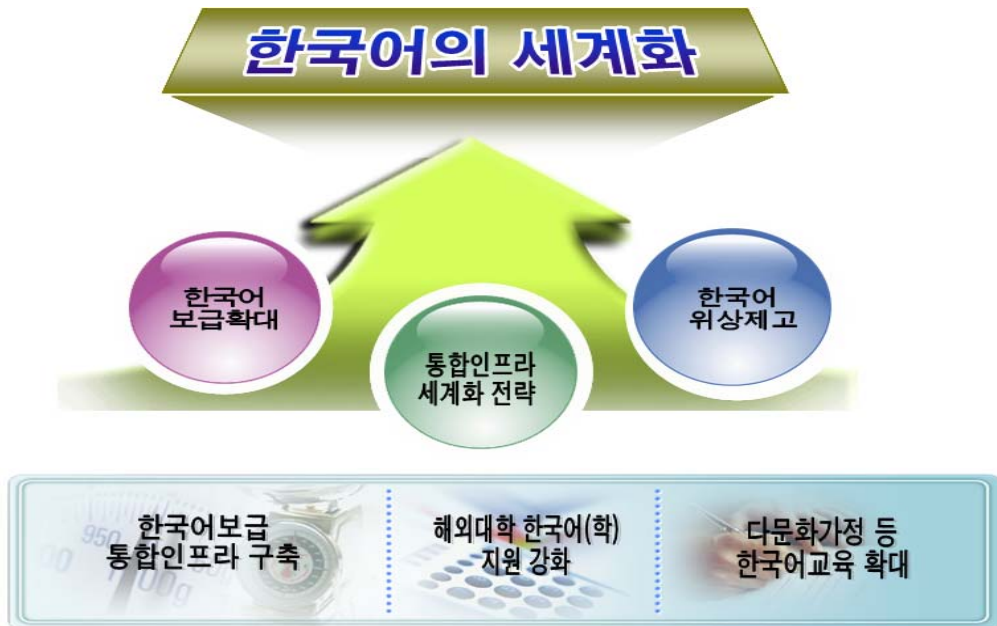 한국어의 세계화
한국어
보급확대
통합인프라
세계화 전략
한국어
위상제고
한국어보급
통합인프라 구축
해외대학 한국어(학)
지원 강화
다문화가정 등
한국어교육 확대
950
00g